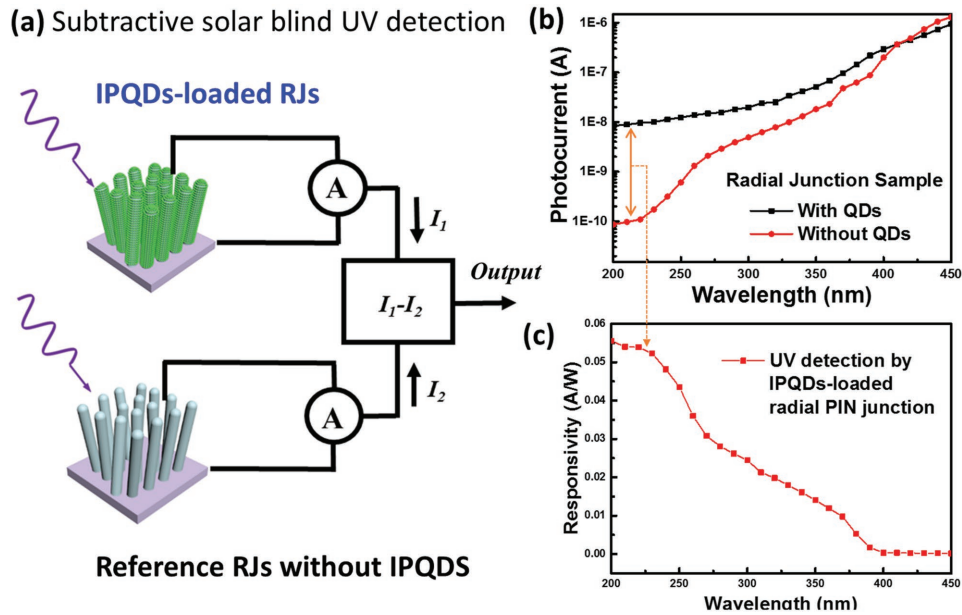 (a) Subtractive solar blind UV detection
IPQDs-loaded RJs
A
I1
I1-I2
Output
I2
A
Reference RJs without IPQDS
(b)
Photocurrent (A)
1E-6
1E-7
1E-8
1E-9
1E-10
Radial Junction Sample
With QDs
Without QDs
200 250 300 350 400 450
Wavelength (nm)
(c)
Responsivity (A/W)
0.06
0.05
0.04
0.03
0.02
0.01
0.00
UV detection by
IPQDs-loaded
radial PIN junction
200 250 300 350 400 450
Wavelength (nm)